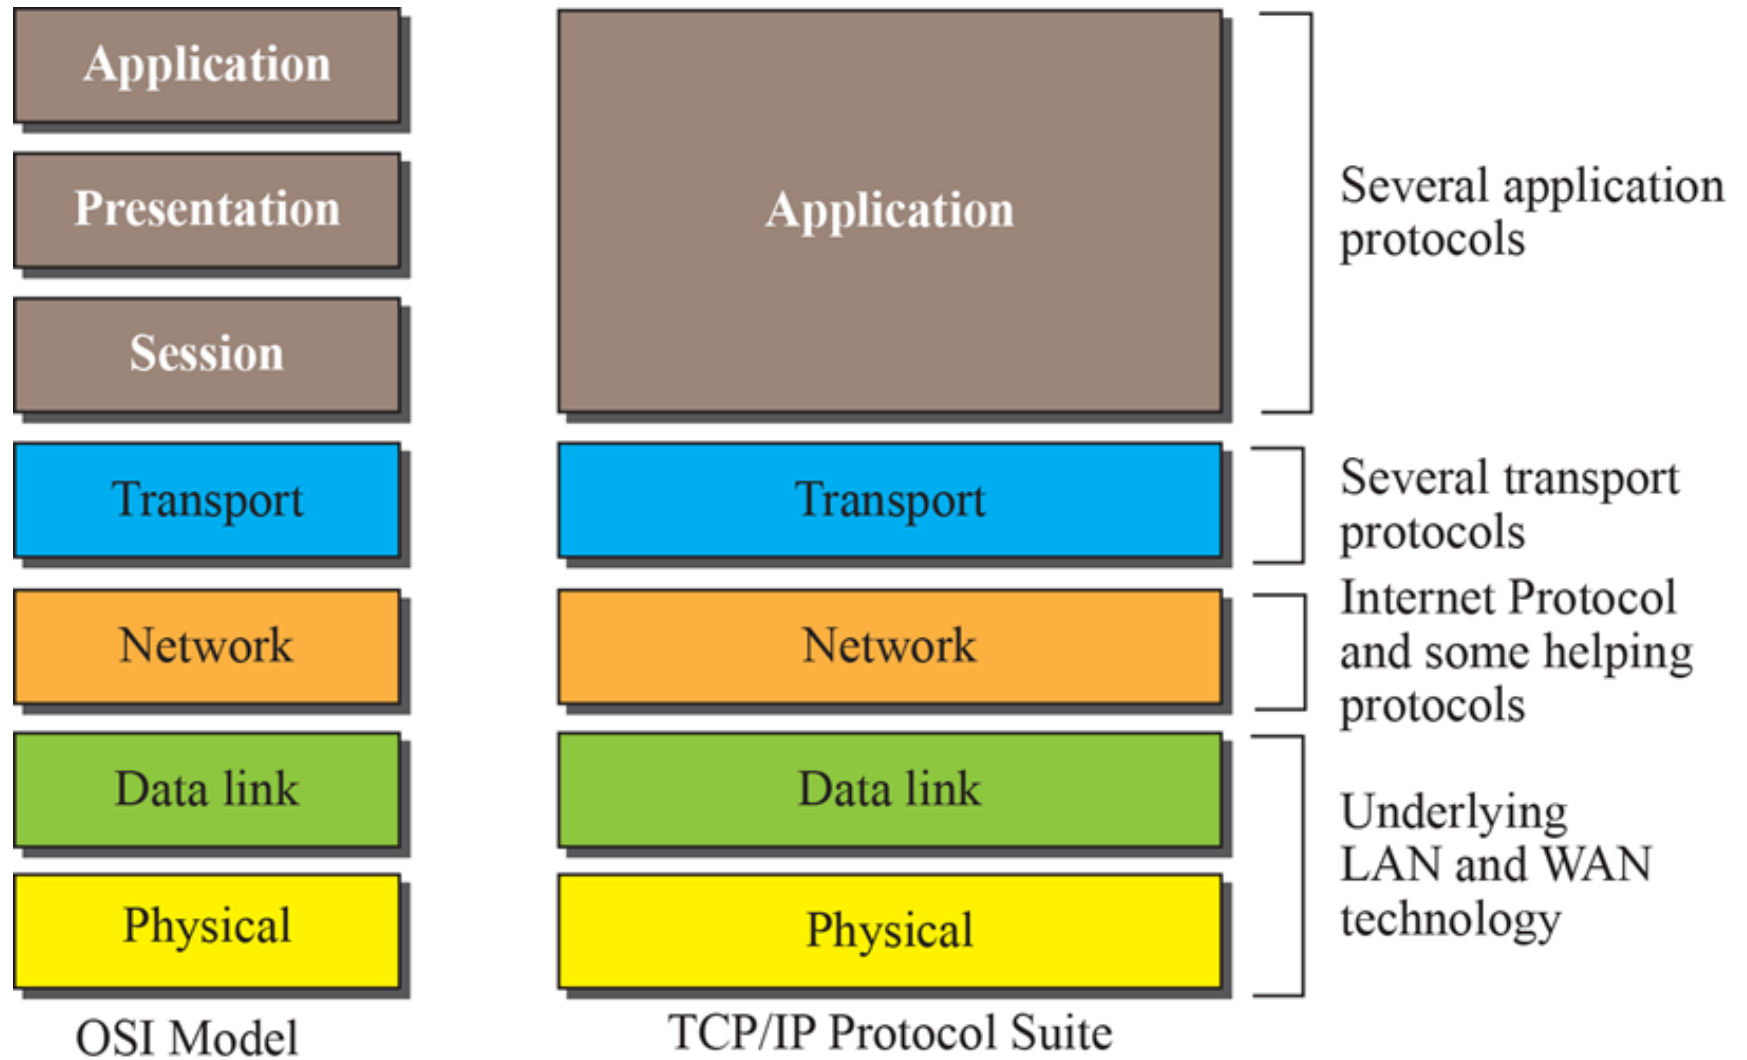 Application
Presentation
Session
Transport
Network
Data link
Physical
OSI Model
Application
Transport
Network
Data link
Physical
TCP/IP Protocol Suite
Several application
protocols
Several transport
protocols
Internet Protocol
and some helping
protocols
Underlying
LAN and WAN
technology